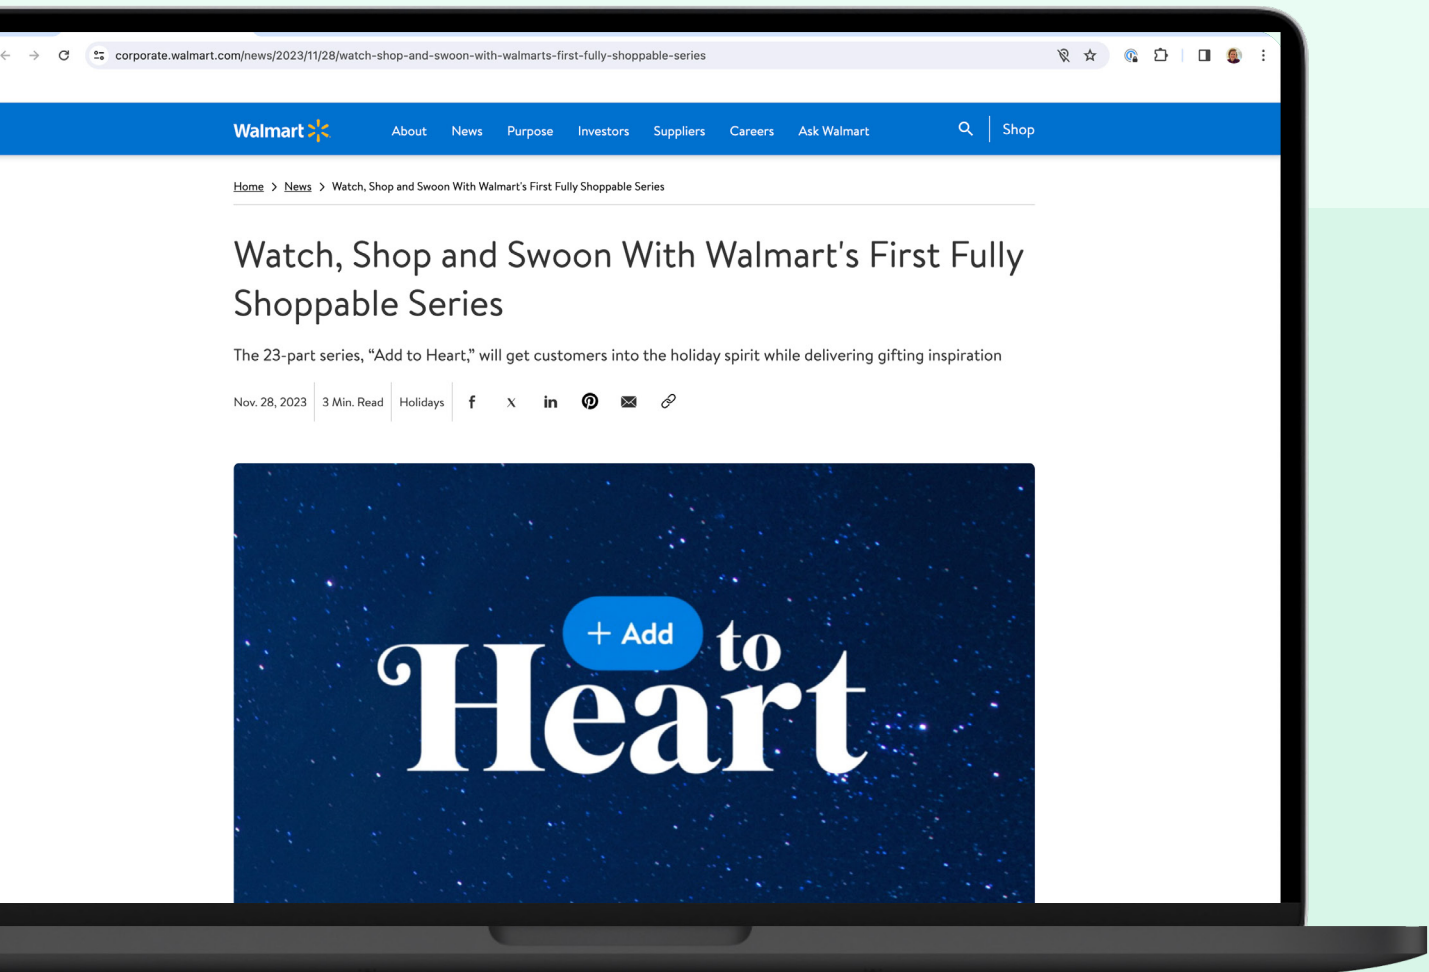 corporate.walmart.com/news/2023/11/28/watch-shop-and-swoon-with-walmarts-first-fully-shoppable-series
Walmart About News Purpose Investors Suppliers Careers Ask Walmart Shop
Home > News > Watch, Shop and Swoon With Walmart's First Fully Shoppable Series
Watch, Shop and Swoon With Walmart's First Fully
Shoppable Series
The 23-part series, “Add to Heart,” will get customers into the holiday spirit while delivering gifting inspiration
Nov. 28, 2023 3 Min. Read Holidays
+ Add to
Heart